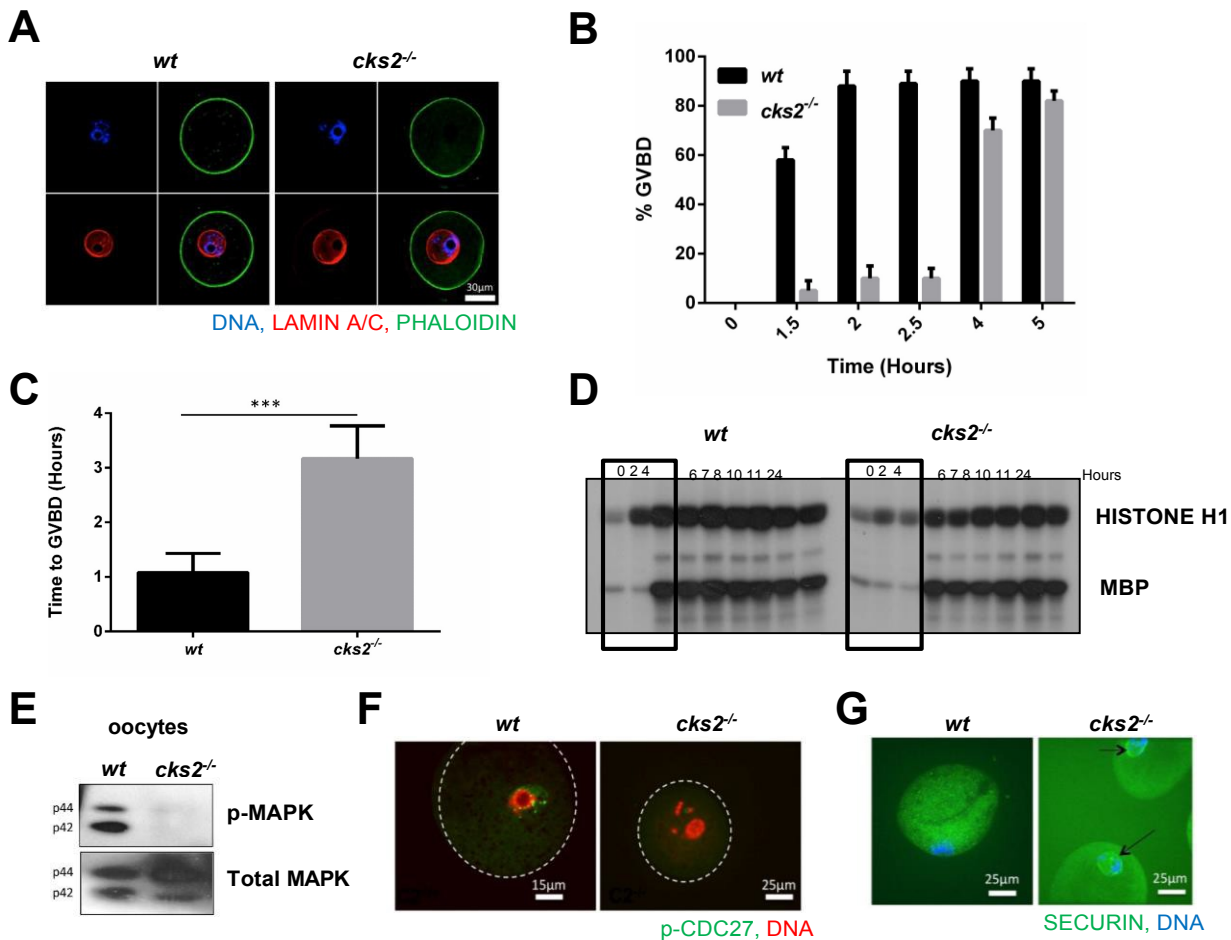 A
wt
cks2-/-
30µm
DNA, LAMIN A/C, PHALOIDIN
B
% GVBD
100
80
60
40
20
0
wt
cks2-/-
0
1.5
2
2.5
4
5
Time (Hours)
C
Time to GVBD (Hours)
4
3
2
1
0
***
wt
cks2-/-
D
wt
cks2-/-
0 2 4
6 7 8 10 11 24
0 2 4
6 7 8 10 11 24
Hours
HISTONE H1
MBP
E
oocytes
wt
cks2-/-
p44
p42
p-MAPK
p44
p42
Total MAPK
F
wt
cks2-/-
15µm
C2-/-
25µm
p-CDC27, DNA
G
wt
cks2-/-
25µm
25µm
SECURIN, DNA